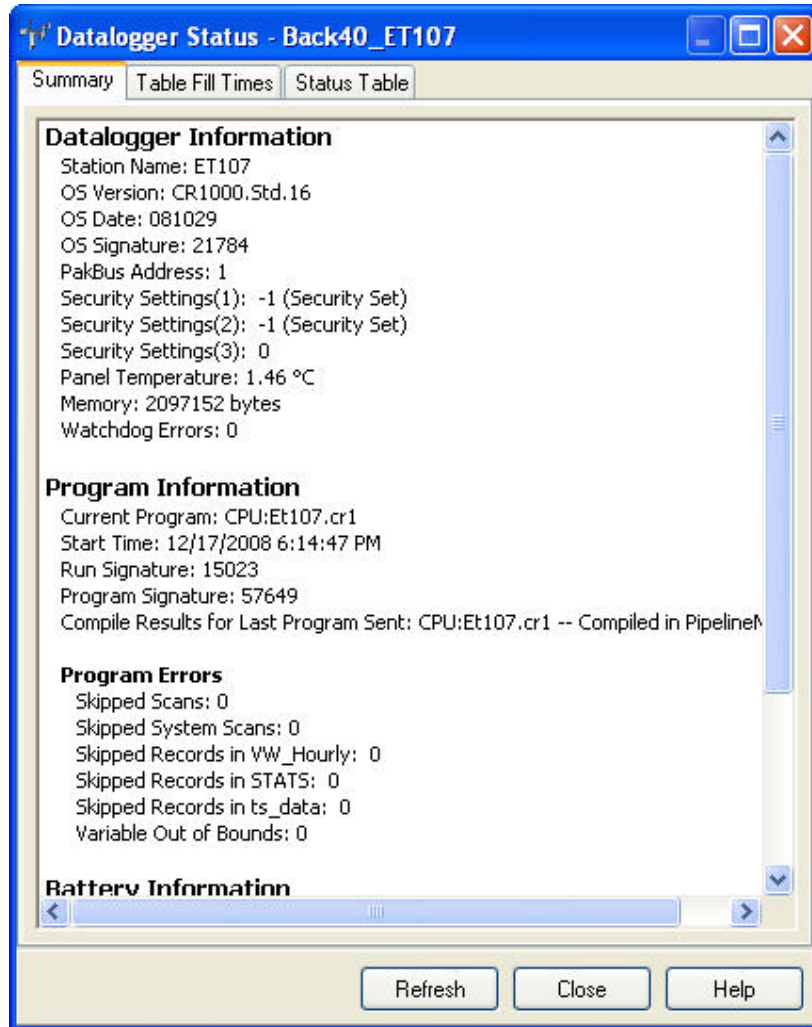 Datalogger Status - Back40_ET107
Summary
Table Fill Times
Status Table
Datalogger Information
Station Name: ET107
OS Version: CR1000.Std.16
OS Date: 081029
OS Signature: 21784
PakBus Address: 1
Security Settings(1): -1 (Security Set)
Security Settings(2): -1 (Security Set)
Security Settings(3): 0
Panel Temperature: 1.46 °C
Memory: 2097152 bytes
Watchdog Errors: 0
Program Information
Current Program: CPU:Et107.cr1
Start Time: 12/17/2008 6:14:47 PM
Run Signature: 15023
Program Signature: 57649
Compile Results for Last Program Sent: CPU:Et107.cr1 -- Compiled in PipelineM
Program Errors
Skipped Scans: 0
Skipped System Scans: 0
Skipped Records in VW_Hourly: 0
Skipped Records in STATS: 0
Skipped Records in ts_data: 0
Variable Out of Bounds: 0
Battery Information
Refresh
Close
Help